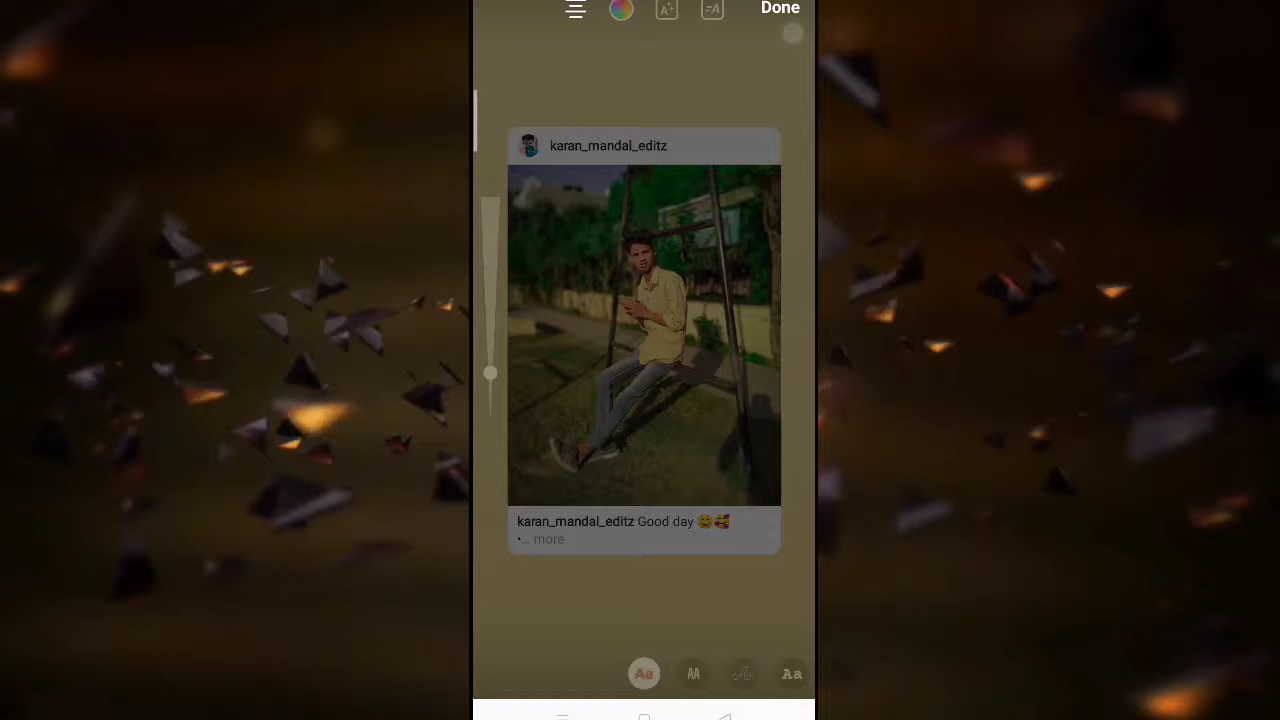 Done
karan_mandal_editz
karan_mandal_editz Good day 😊🥰
•... more
Aa
AA
A
Aa